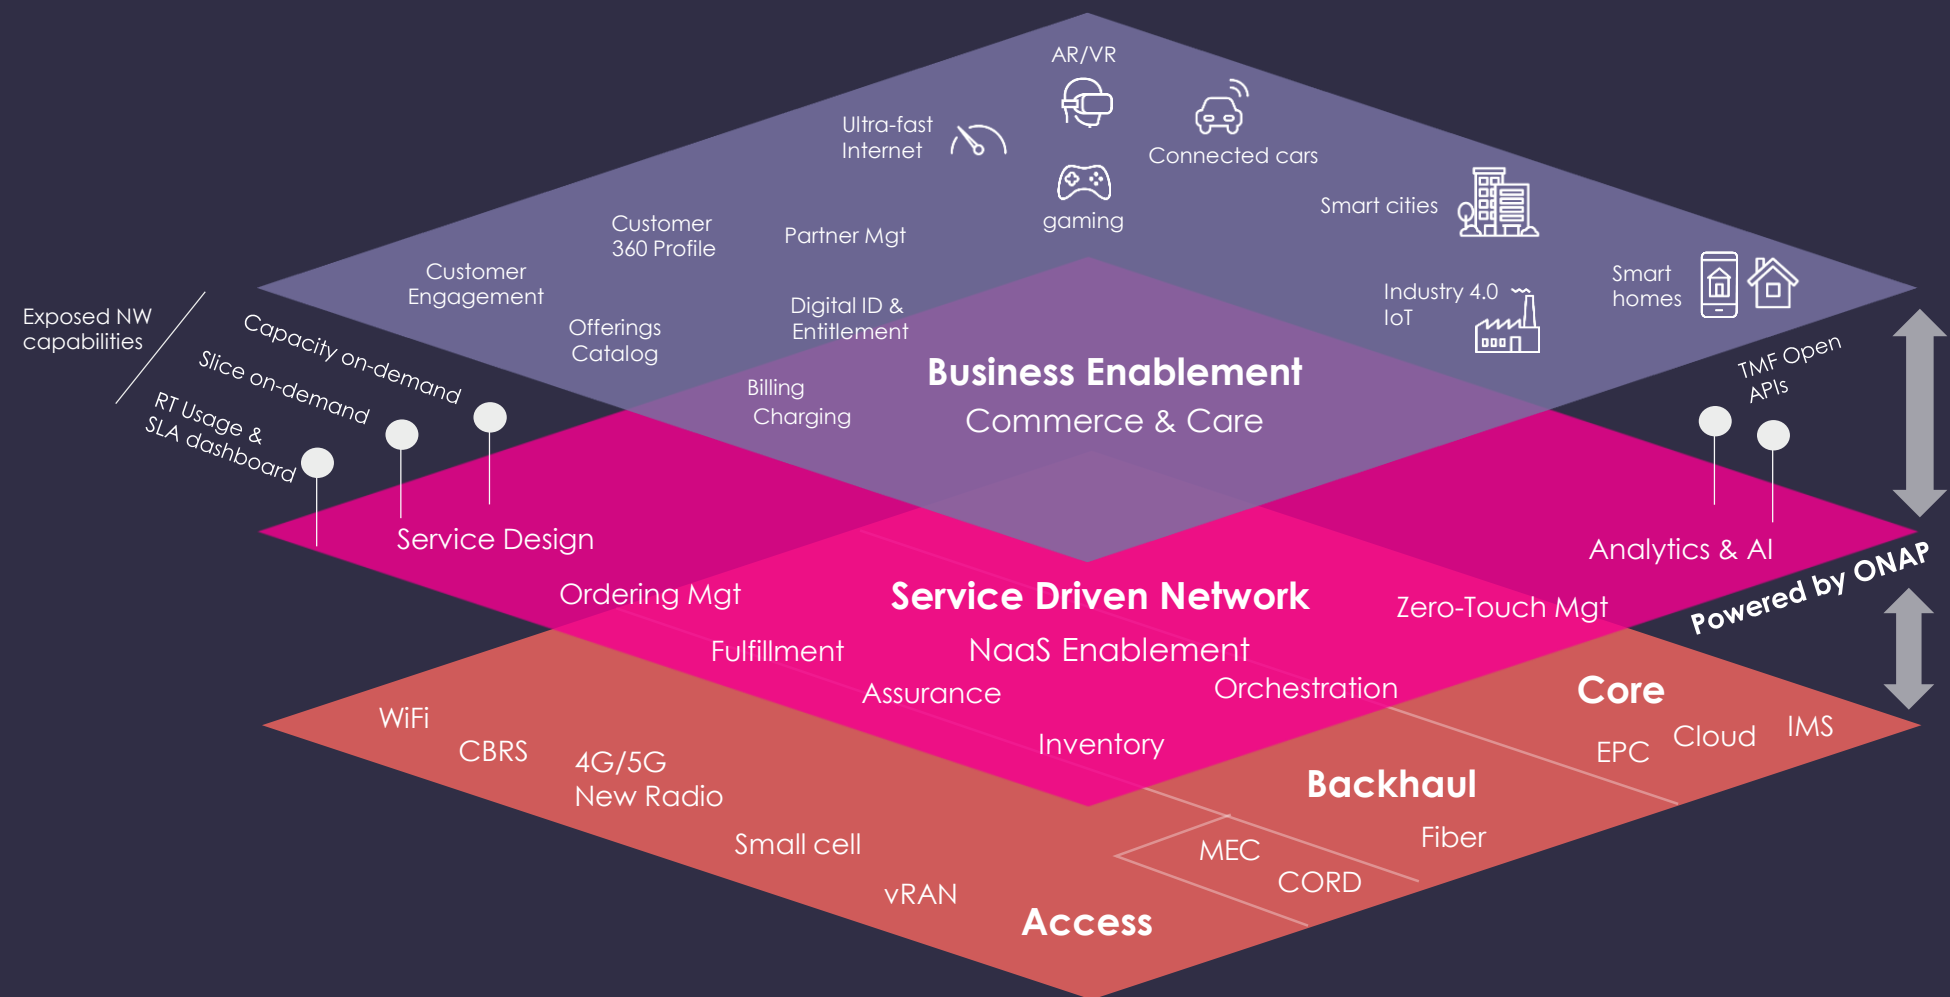 AR/VR
Ultra-fast
Internet
Connected cars
gaming
Smart cities
Customer
360 Profile
Partner Mgt
Customer
Engagement
Smart
homes
Industry 4.0
IoT
Digital ID &
Entitlement
Offerings
Catalog
Exposed NW
capabilities
Capacity on-demand
Slice on-demand
RT Usage &
SLA dashboard
Business Enablement
Commerce & Care
Billing
Charging
TMF Open
APIs
Service Design
Analytics & AI
Powered by ONAP
Ordering Mgt
Service Driven Network
Zero-Touch Mgt
Fulfillment
NaaS Enablement
Assurance
Orchestration
Inventory
Core
WiFi
CBRS
4G/5G
New Radio
EPC
Cloud
IMS
Backhaul
Small cell
MEC
Fiber
CORD
vRAN
Access